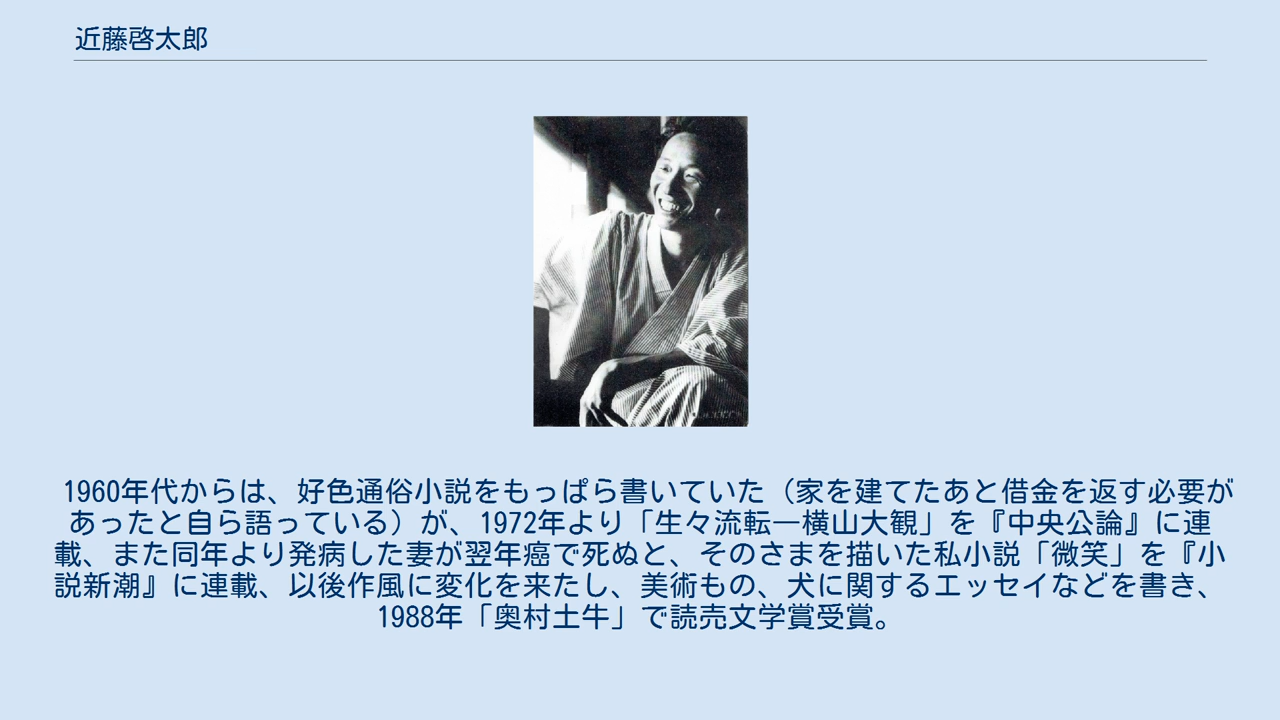 近藤啓太郎
1960年代からは、好色通俗小説をもっぱら書いていた（家を建てたあと借金を返す必要が
あったと自ら語っている）が、1972年より「生々流転―横山大観」を『中央公論』に連
載、また同年より発病した妻が翌年癌で死ぬと、そのさまを描いた私小説「微笑」を『小
説新潮』に連載、以後作風に変化を来たし、美術もの、犬に関するエッセイなどを書き、
1988年「奥村土牛」で読売文学賞受賞。